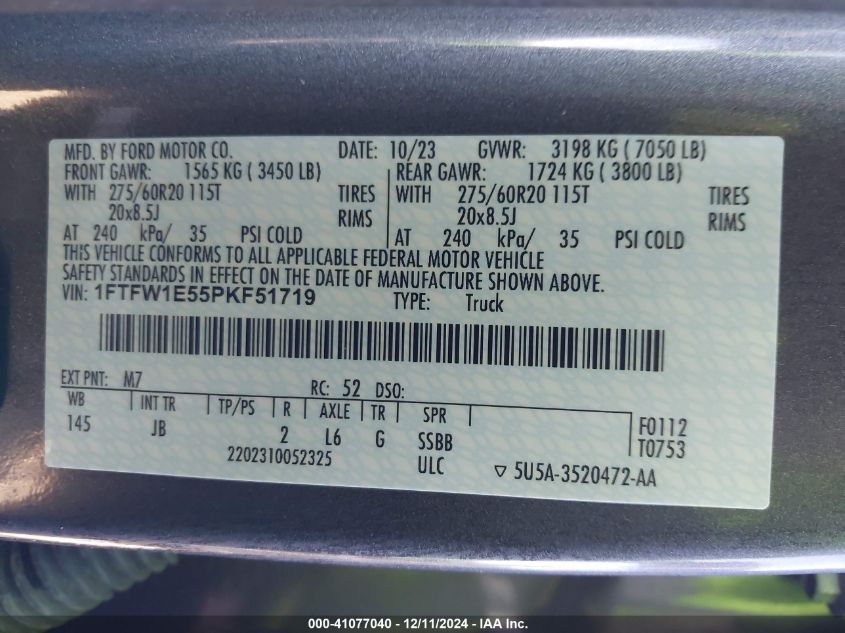 MFD. BY FORD MOTOR CO. DATE: 10/23 GVWR: 3198 KG ( 7050 LB)
FRONT GAWR: 1565 KG ( 3450 LB) REAR GAWR: 1724 KG ( 3800 LB)
WITH 275/60R20 115T TIRES WITH 275/60R20 115T TIRES
20x8.5J RIMS 20x8.5J RIMS
AT 240 kPa/ 35 PSI COLD AT 240 kPa/ 35 PSI COLD
THIS VEHICLE CONFORMS TO ALL APPLICABLE FEDERAL MOTOR VEHICLE
SAFETY STANDARDS IN EFFECT ON THE DATE OF MANUFACTURE SHOWN ABOVE.
VIN: 1FTFW1E55PKF51719 TYPE: Truck
EXT PNT: M7 RC: 52 DSO:
WB INT TR TP/PS R AXLE TR SPR
145 JB 2 L6 G SSBB F0112
2202310052325 ULC T0753
▽ 5U5A-3520472-AA
000-41077040 - 12/11/2024 - IAA Inc.